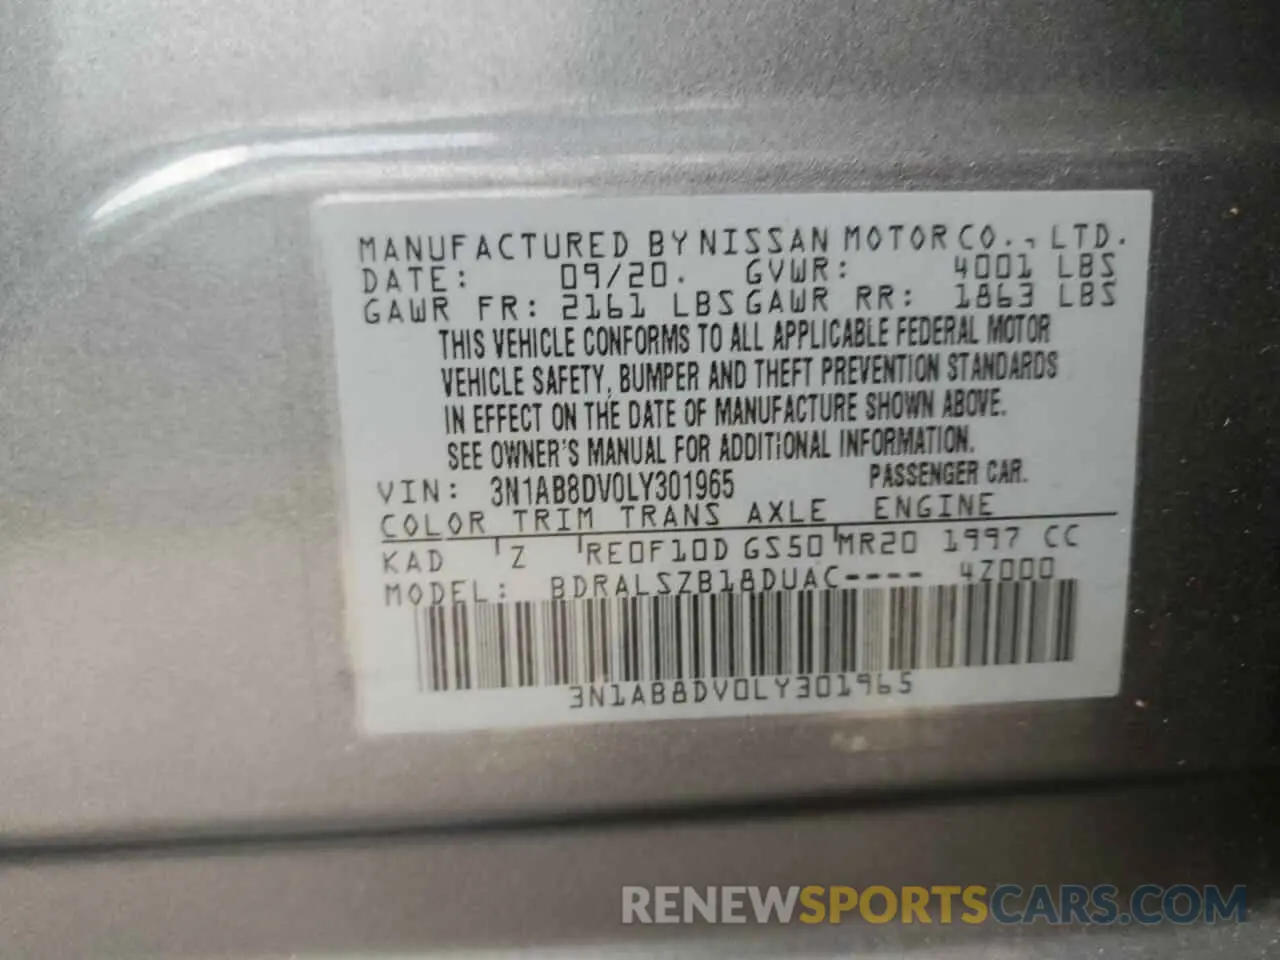 MANUFACTURED BY NISSAN MOTOR CO., LTD.
DATE: 09/20. GVWR: 4001 LBS
GAWR FR: 2161 LBS GAWR RR: 1863 LBS
THIS VEHICLE CONFORMS TO ALL APPLICABLE FEDERAL MOTOR
VEHICLE SAFETY, BUMPER AND THEFT PREVENTION STANDARDS
IN EFFECT ON THE DATE OF MANUFACTURE SHOWN ABOVE.
SEE OWNER'S MANUAL FOR ADDITIONAL INFORMATION.
VIN: 3N1AB8DV0LY301965 PASSENGER CAR.
COLOR TRIM TRANS AXLE ENGINE
KAD Z RE0F10D GS50 MR20 1997 CC
MODEL: BDRALSZB18DUAC---- 4Z000
3N1AB8DV0LY301965
RENEWSPORTSCARS.COM